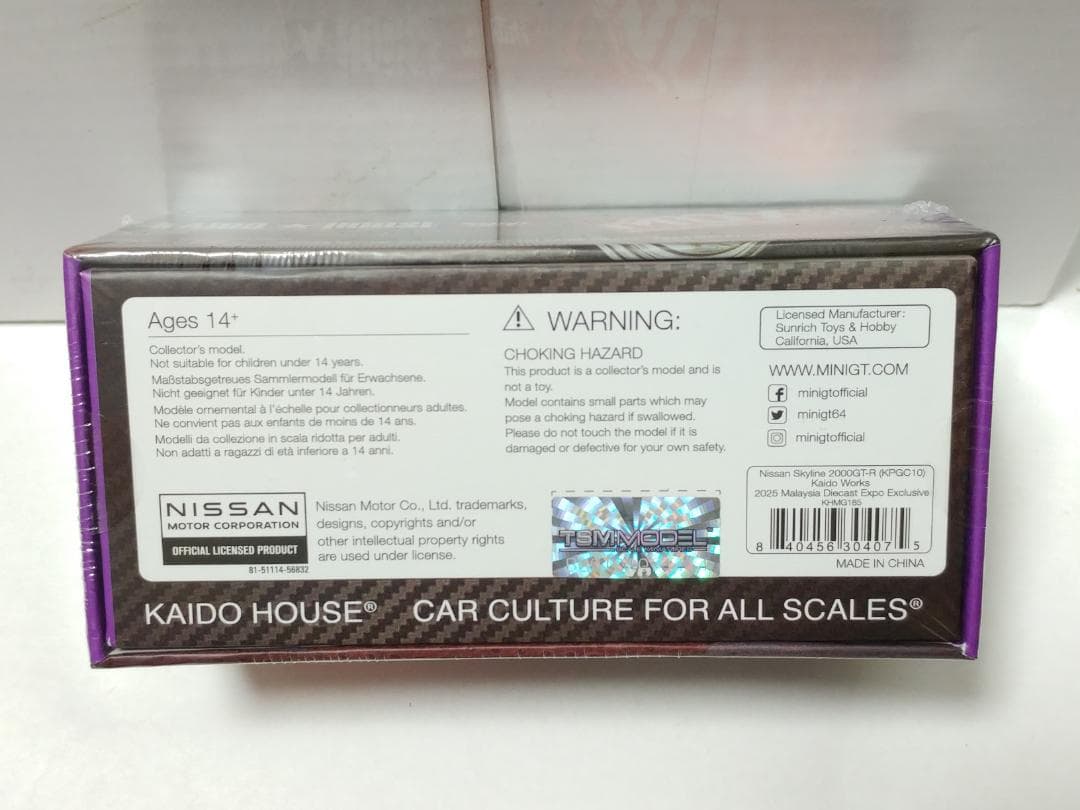 Ages 14+
Collector's model.
Not suitable for children under 14 years.
Maßstabsgetreues Sammlermodell für Erwachsene.
Nicht geeignet für Kinder unter 14 Jahren.
Modèle ornemental à l'échelle pour collectionneurs adultes.
Ne convient pas aux enfants de moins de 14 ans.
Modelli da collezione in scala ridotta per adulti.
Non adatti a ragazzi di età inferiore a 14 anni.
WARNING:
CHOKING HAZARD
This product is a collector's model and is
not a toy.
Model contains small parts which may
pose a choking hazard if swallowed.
Please do not touch the model if it is
damaged or defective for your own safety.
Licensed Manufacturer:
Sunrich Toys & Hobby
California, USA
WWW.MINIGT.COM
minigtofficial
minigt64
minigtofficial
NISSAN
MOTOR CORPORATION
OFFICIAL LICENSED PRODUCT
81-51114-56832
Nissan Motor Co., Ltd. trademarks,
designs, copyrights and/or
other intellectual property rights
are used under license.
TSM MODEL
Nissan Skyline 2000GT-R (KPGC10)
Kaido Works
2025 Malaysia Diecast Expo Exclusive
KHMG185
8 40456 30407 5
MADE IN CHINA
KAIDO HOUSE® CAR CULTURE FOR ALL SCALES®